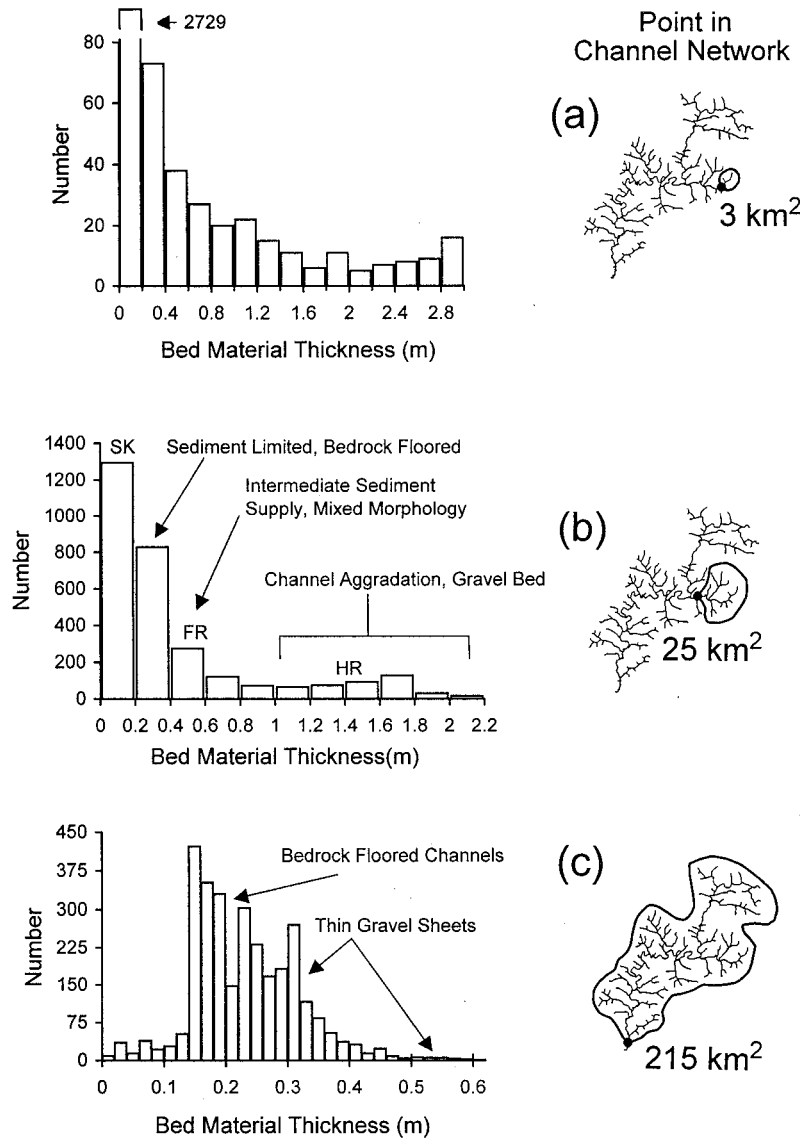 Point in
Channel Network
2729
80
60
40
20
0
Number
0 0.4 0.8 1.2 1.6 2 2.4 2.8
Bed Material Thickness (m)
(a)
3 km²
1400
1200
1000
800
600
400
200
0
Number
SK
Sediment Limited, Bedrock Floored
Intermediate Sediment
Supply, Mixed Morphology
Channel Aggradation, Gravel Bed
FR
HR
0 0.2 0.4 0.6 0.8 1 1.2 1.4 1.6 1.8 2 2.2
Bed Material Thickness(m)
(b)
25 km²
450
375
300
225
150
75
0
Number
Bedrock Floored Channels
Thin Gravel Sheets
0 0.1 0.2 0.3 0.4 0.5 0.6
Bed Material Thickness (m)
(c)
215 km²